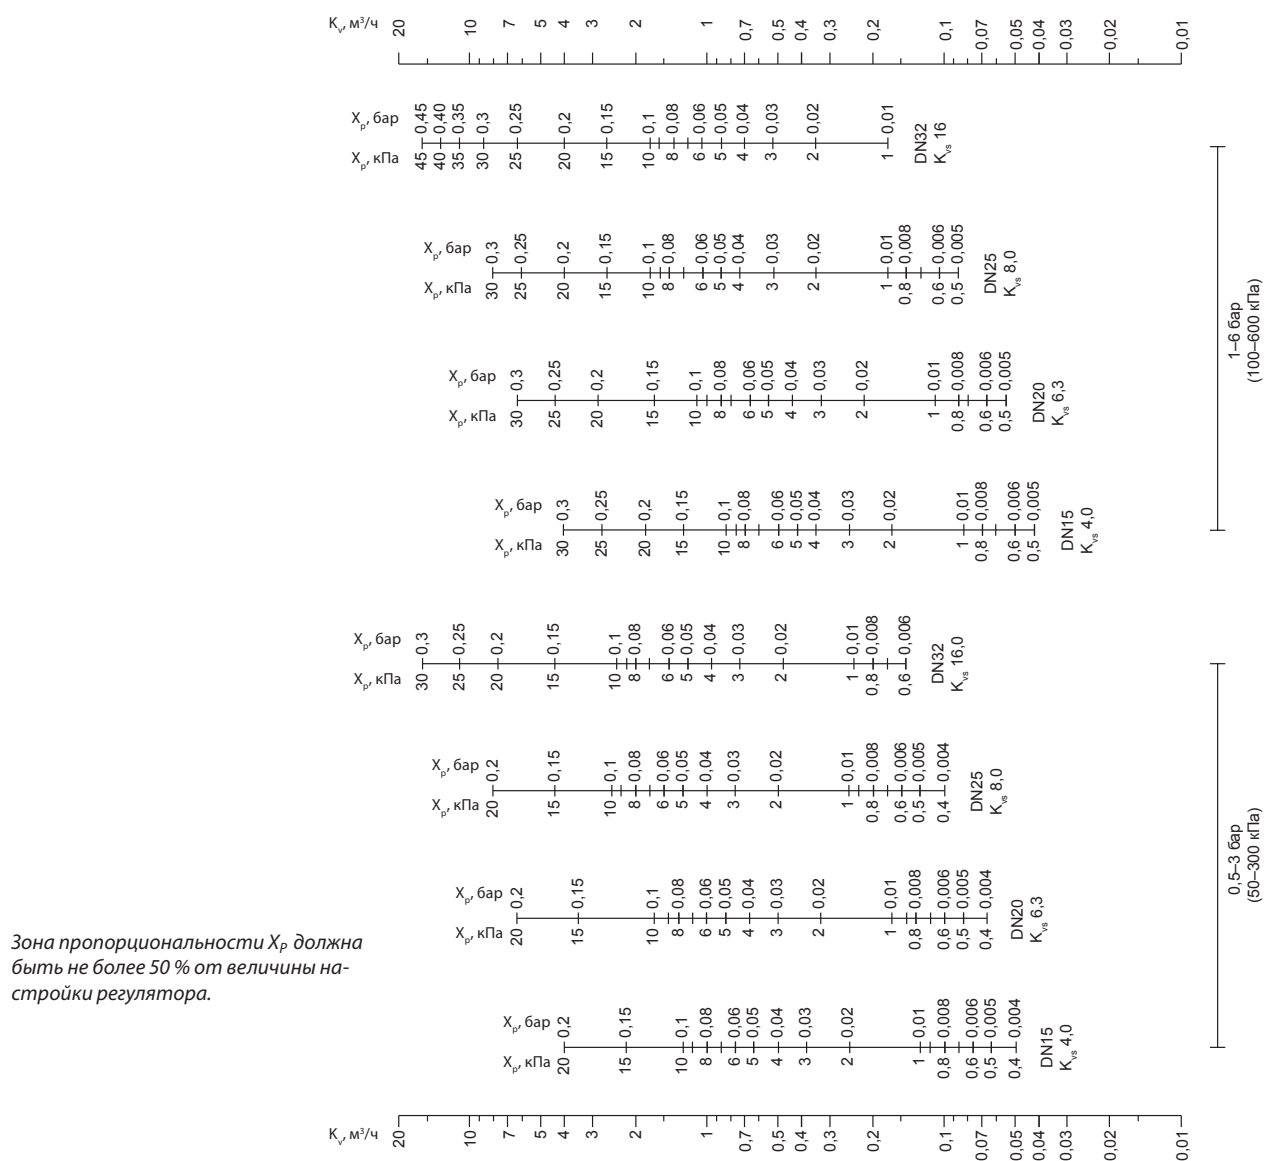 Kv, м³/ч 20 10 7 5 4 3 2 1 0,7 0,5 0,4 0,3 0,2 0,1 0,07 0,05 0,04 0,03 0,02 0,01
Xp, бар 0,45 0,40 0,35 0,3 0,25 0,2 0,15 0,1 0,08 0,06 0,05 0,04 0,03 0,02 0,01
Xp, кПа 45 40 35 30 25 20 15 10 8 6 5 4 3 2 1
DN32
Kvs 16
Xp, бар 0,3 0,25 0,2 0,15 0,1 0,08 0,06 0,05 0,04 0,03 0,02 0,01 0,008 0,006 0,005
Xp, кПа 30 25 20 15 10 8 6 5 4 3 2 1 0,8 0,6 0,5
DN25
Kvs 8,0
1–6 бар
(100–600 кПа)
Xp, бар 0,3 0,25 0,2 0,15 0,1 0,08 0,06 0,05 0,04 0,03 0,02 0,01 0,008 0,006 0,005
Xp, кПа 30 25 20 15 10 8 6 5 4 3 2 1 0,8 0,6 0,5
DN20
Kvs 6,3
Xp, бар 0,3 0,25 0,2 0,15 0,1 0,08 0,06 0,05 0,04 0,03 0,02 0,01 0,008 0,006 0,005
Xp, кПа 30 25 20 15 10 8 6 5 4 3 2 1 0,8 0,6 0,5
DN15
Kvs 4,0
Xp, бар 0,3 0,25 0,2 0,15 0,1 0,08 0,06 0,05 0,04 0,03 0,02 0,01 0,008 0,006
Xp, кПа 30 25 20 15 10 8 6 5 4 3 2 1 0,8 0,6
DN32
Kvs 16,0
Xp, бар 0,2 0,15 0,1 0,08 0,06 0,05 0,04 0,03 0,02 0,01 0,008 0,006 0,005 0,004
Xp, кПа 20 15 10 8 6 5 4 3 2 1 0,8 0,6 0,5 0,4
DN25
Kvs 8,0
0,5–3 бар
(50–300 кПа)
Xp, бар 0,2 0,15 0,1 0,08 0,06 0,05 0,04 0,03 0,02 0,01 0,008 0,006 0,005 0,004
Xp, кПа 20 15 10 8 6 5 4 3 2 1 0,8 0,6 0,5 0,4
DN20
Kvs 6,3
Зона пропорциональности XP должна
быть не более 50 % от величины на-
стройки регулятора.
Xp, бар 0,2 0,15 0,1 0,08 0,06 0,05 0,04 0,03 0,02 0,01 0,008 0,006 0,005 0,004
Xp, кПа 20 15 10 8 6 5 4 3 2 1 0,8 0,6 0,5 0,4
DN15
Kvs 4,0
Kv, м³/ч 20 10 7 5 4 3 2 1 0,7 0,5 0,4 0,3 0,2 0,1 0,07 0,05 0,04 0,03 0,02 0,01